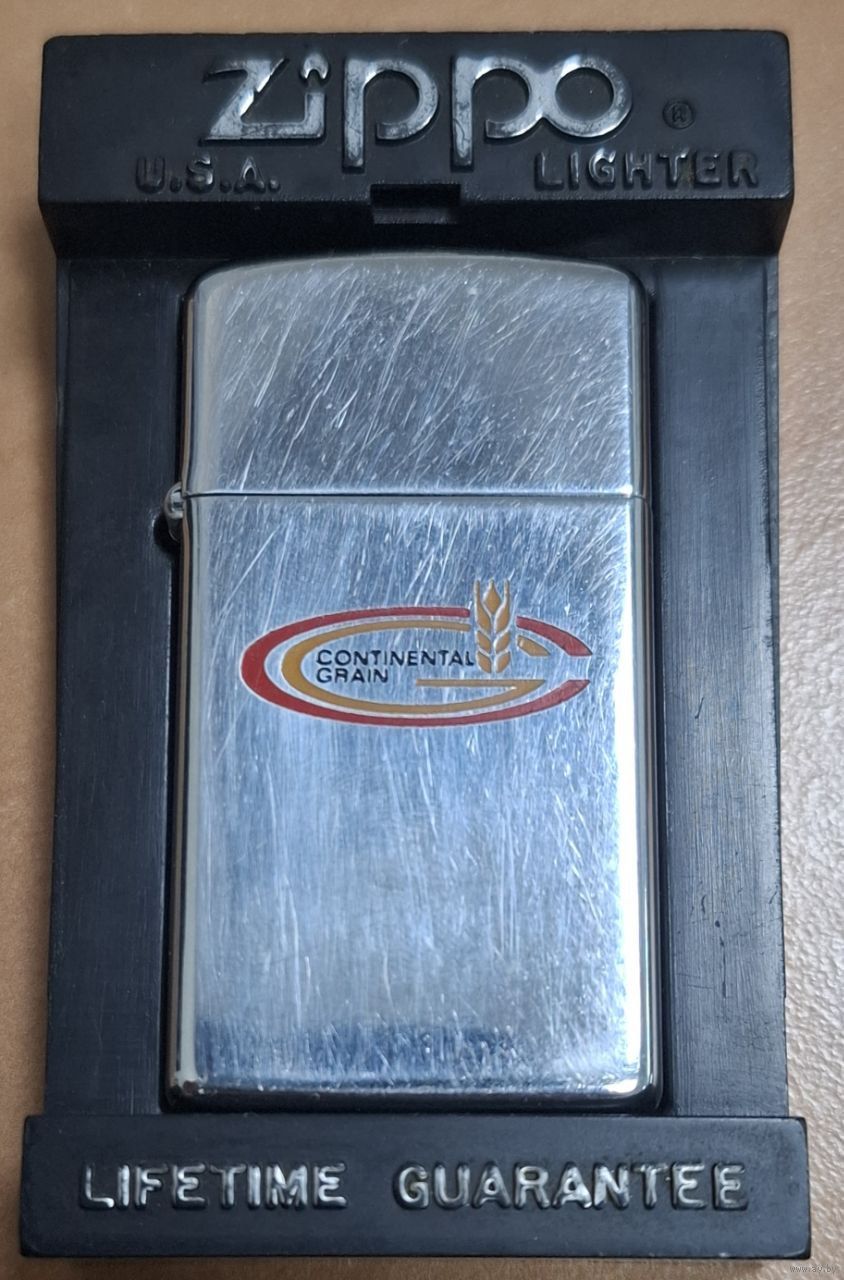 Zippo ®
U.S.A. LIGHTER
CONTINENTAL
GRAIN
LIFETIME GUARANTEE